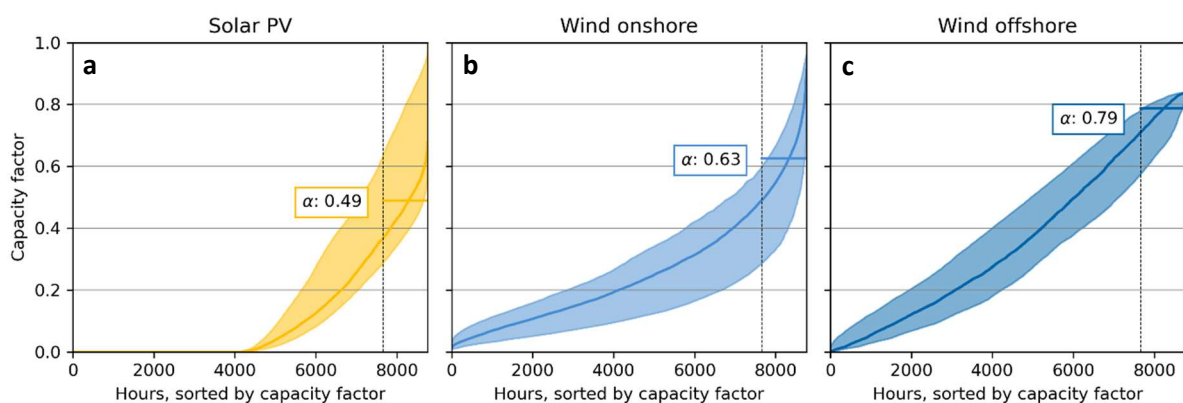 Solar PV
Wind onshore
Wind offshore
a
b
c
Capacity factor
1.0
0.8
0.6
0.4
0.2
0.0
α: 0.49
α: 0.63
α: 0.79
0 2000 4000 6000 8000
0 2000 4000 6000 8000
0 2000 4000 6000 8000
Hours, sorted by capacity factor
Hours, sorted by capacity factor
Hours, sorted by capacity factor